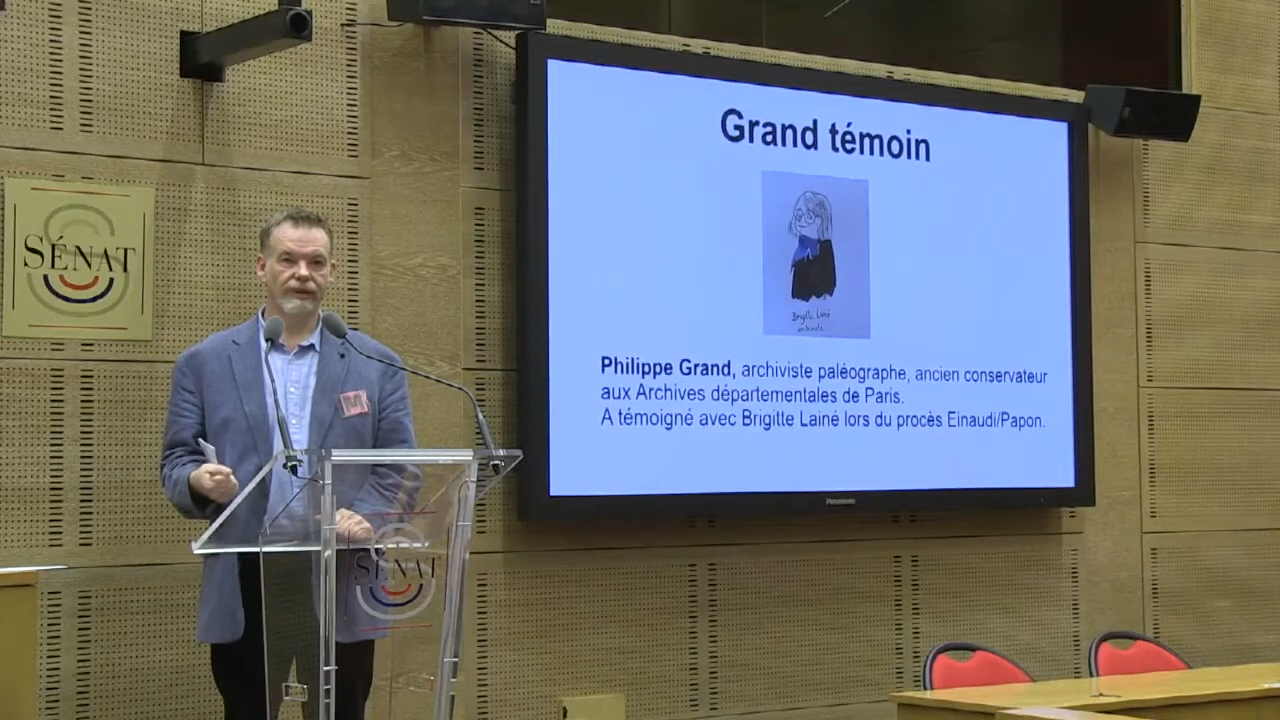 SÉNAT
Grand témoin
Brigitte Lainé
archiviste
Philippe Grand, archiviste paléographe, ancien conservateur
aux Archives départementales de Paris.
A témoigné avec Brigitte Lainé lors du procès Einaudi/Papon.
Panasonic
SÉNAT